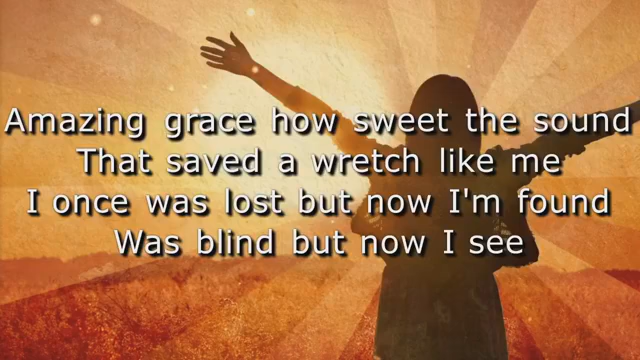 Amazing grace how sweet the sound
That saved a wretch like me
I once was lost but now I'm found
Was blind but now I see